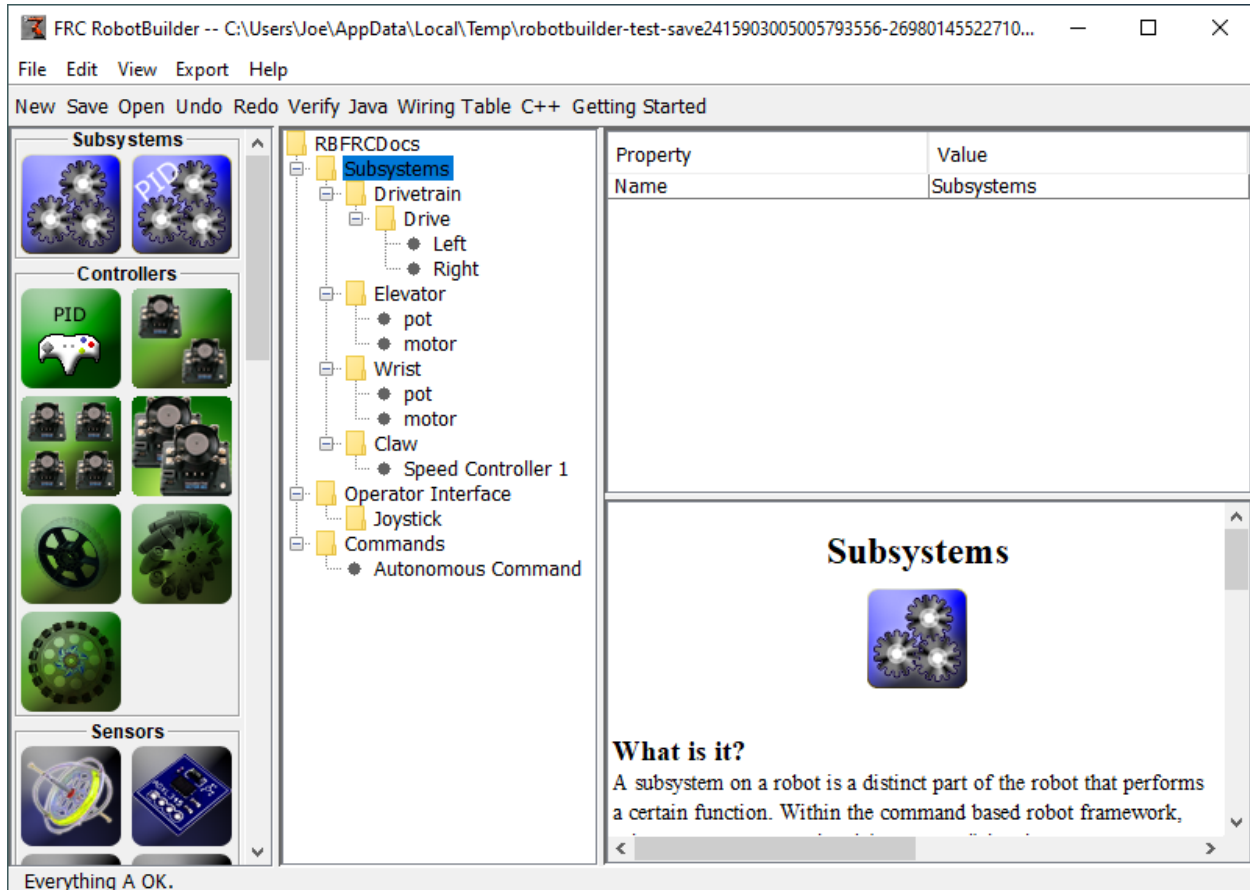 FRC RobotBuilder -- C:\Users\Joe\AppData\Local\Temp\robotbuilder-test-save2415903005005793556-26980145522710...
File Edit View Export Help
New Save Open Undo Redo Verify Java Wiring Table C++ Getting Started
Subsystems
PID
Controllers
PID
Sensors
RBFRCDocs
Subsystems
Drivetrain
Drive
Left
Right
Elevator
pot
motor
Wrist
pot
motor
Claw
Speed Controller 1
Operator Interface
Joystick
Commands
Autonomous Command
Property Value
Name Subsystems
Subsystems
What is it?
A subsystem on a robot is a distinct part of the robot that performs
a certain function. Within the command based robot framework,
Everything A OK.